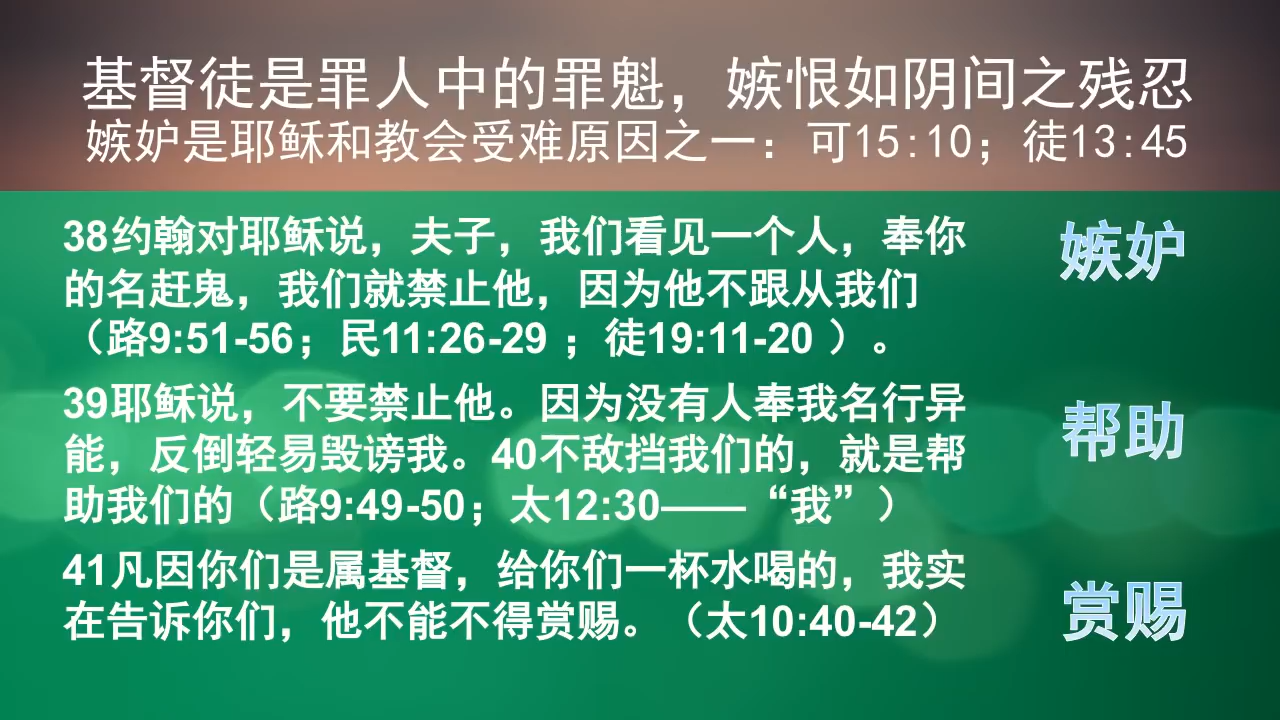 基督徒是罪人中的罪魁，嫉恨如阴间之残忍
嫉妒是耶稣和教会受难原因之一：可15:10；徒13:45
38约翰对耶稣说，夫子，我们看见一个人，奉你
的名赶鬼，我们就禁止他，因为他不跟从我们
（路9:51-56；民11:26-29 ；徒19:11-20 ）。
嫉妒
39耶稣说，不要禁止他。因为没有人奉我名行异
能，反倒轻易毁谤我。40不敌挡我们的，就是帮
助我们的（路9:49-50；太12:30——“我”）
帮助
41凡因你们是属基督，给你们一杯水喝的，我实
在告诉你们，他不能不得赏赐。（太10:40-42）
赏赐